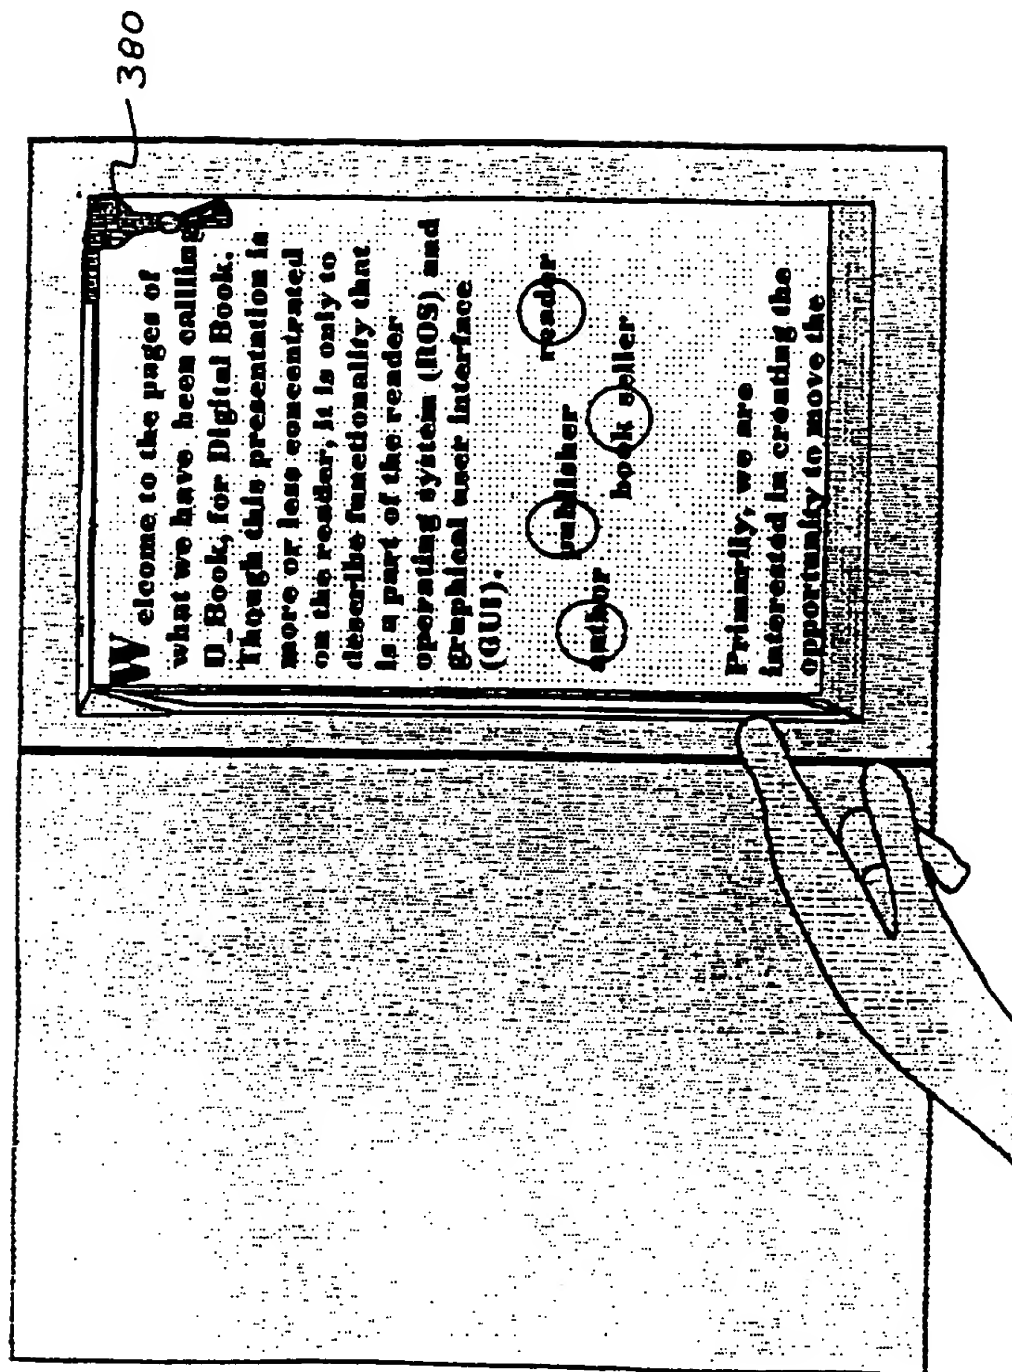 380
Welcome to the pages of
what we have been calling
D_Book, for Digital Book.
Though this presentation is
more or less concentrated
on the reader, it is only to
describe functionality that
is a part of the reader
operating system (ROS) and
graphical user interface
(GUI).
author publisher book seller reader
Primarily, we are
interested in creating the
opportunity to move the